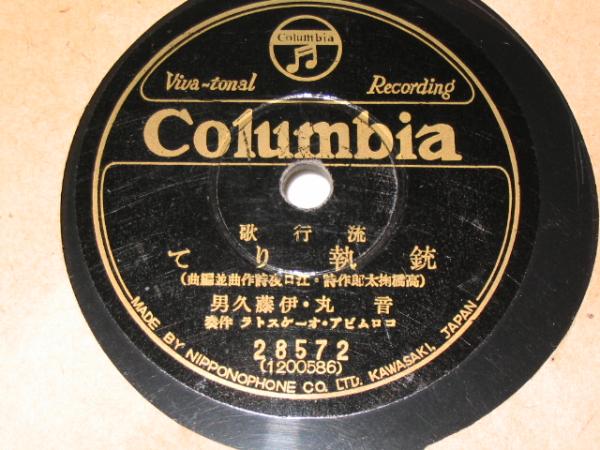 Columbia
Viva-tonal Recording
Columbia
歌行流
てり執銃
(曲編並曲作詩夜口江・詩作郎太掬橋高)
男久藤伊・丸音
奏伴 ラトスケーオ・アビムロコ
28572
(1200586)
MADE BY NIPPONOPHONE CO. LTD. KAWASAKI, JAPAN